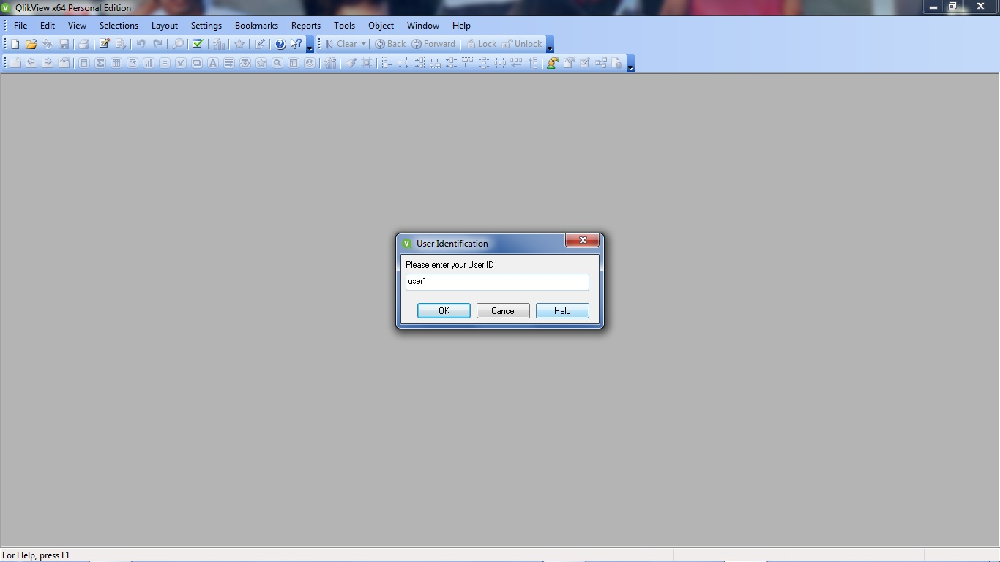 QlikView x64 Personal Edition
File Edit View Selections Layout Settings Bookmarks Reports Tools Object Window Help
Clear Back Forward Lock Unlock
User Identification
Please enter your User ID
user1
OK Cancel Help
For Help, press F1